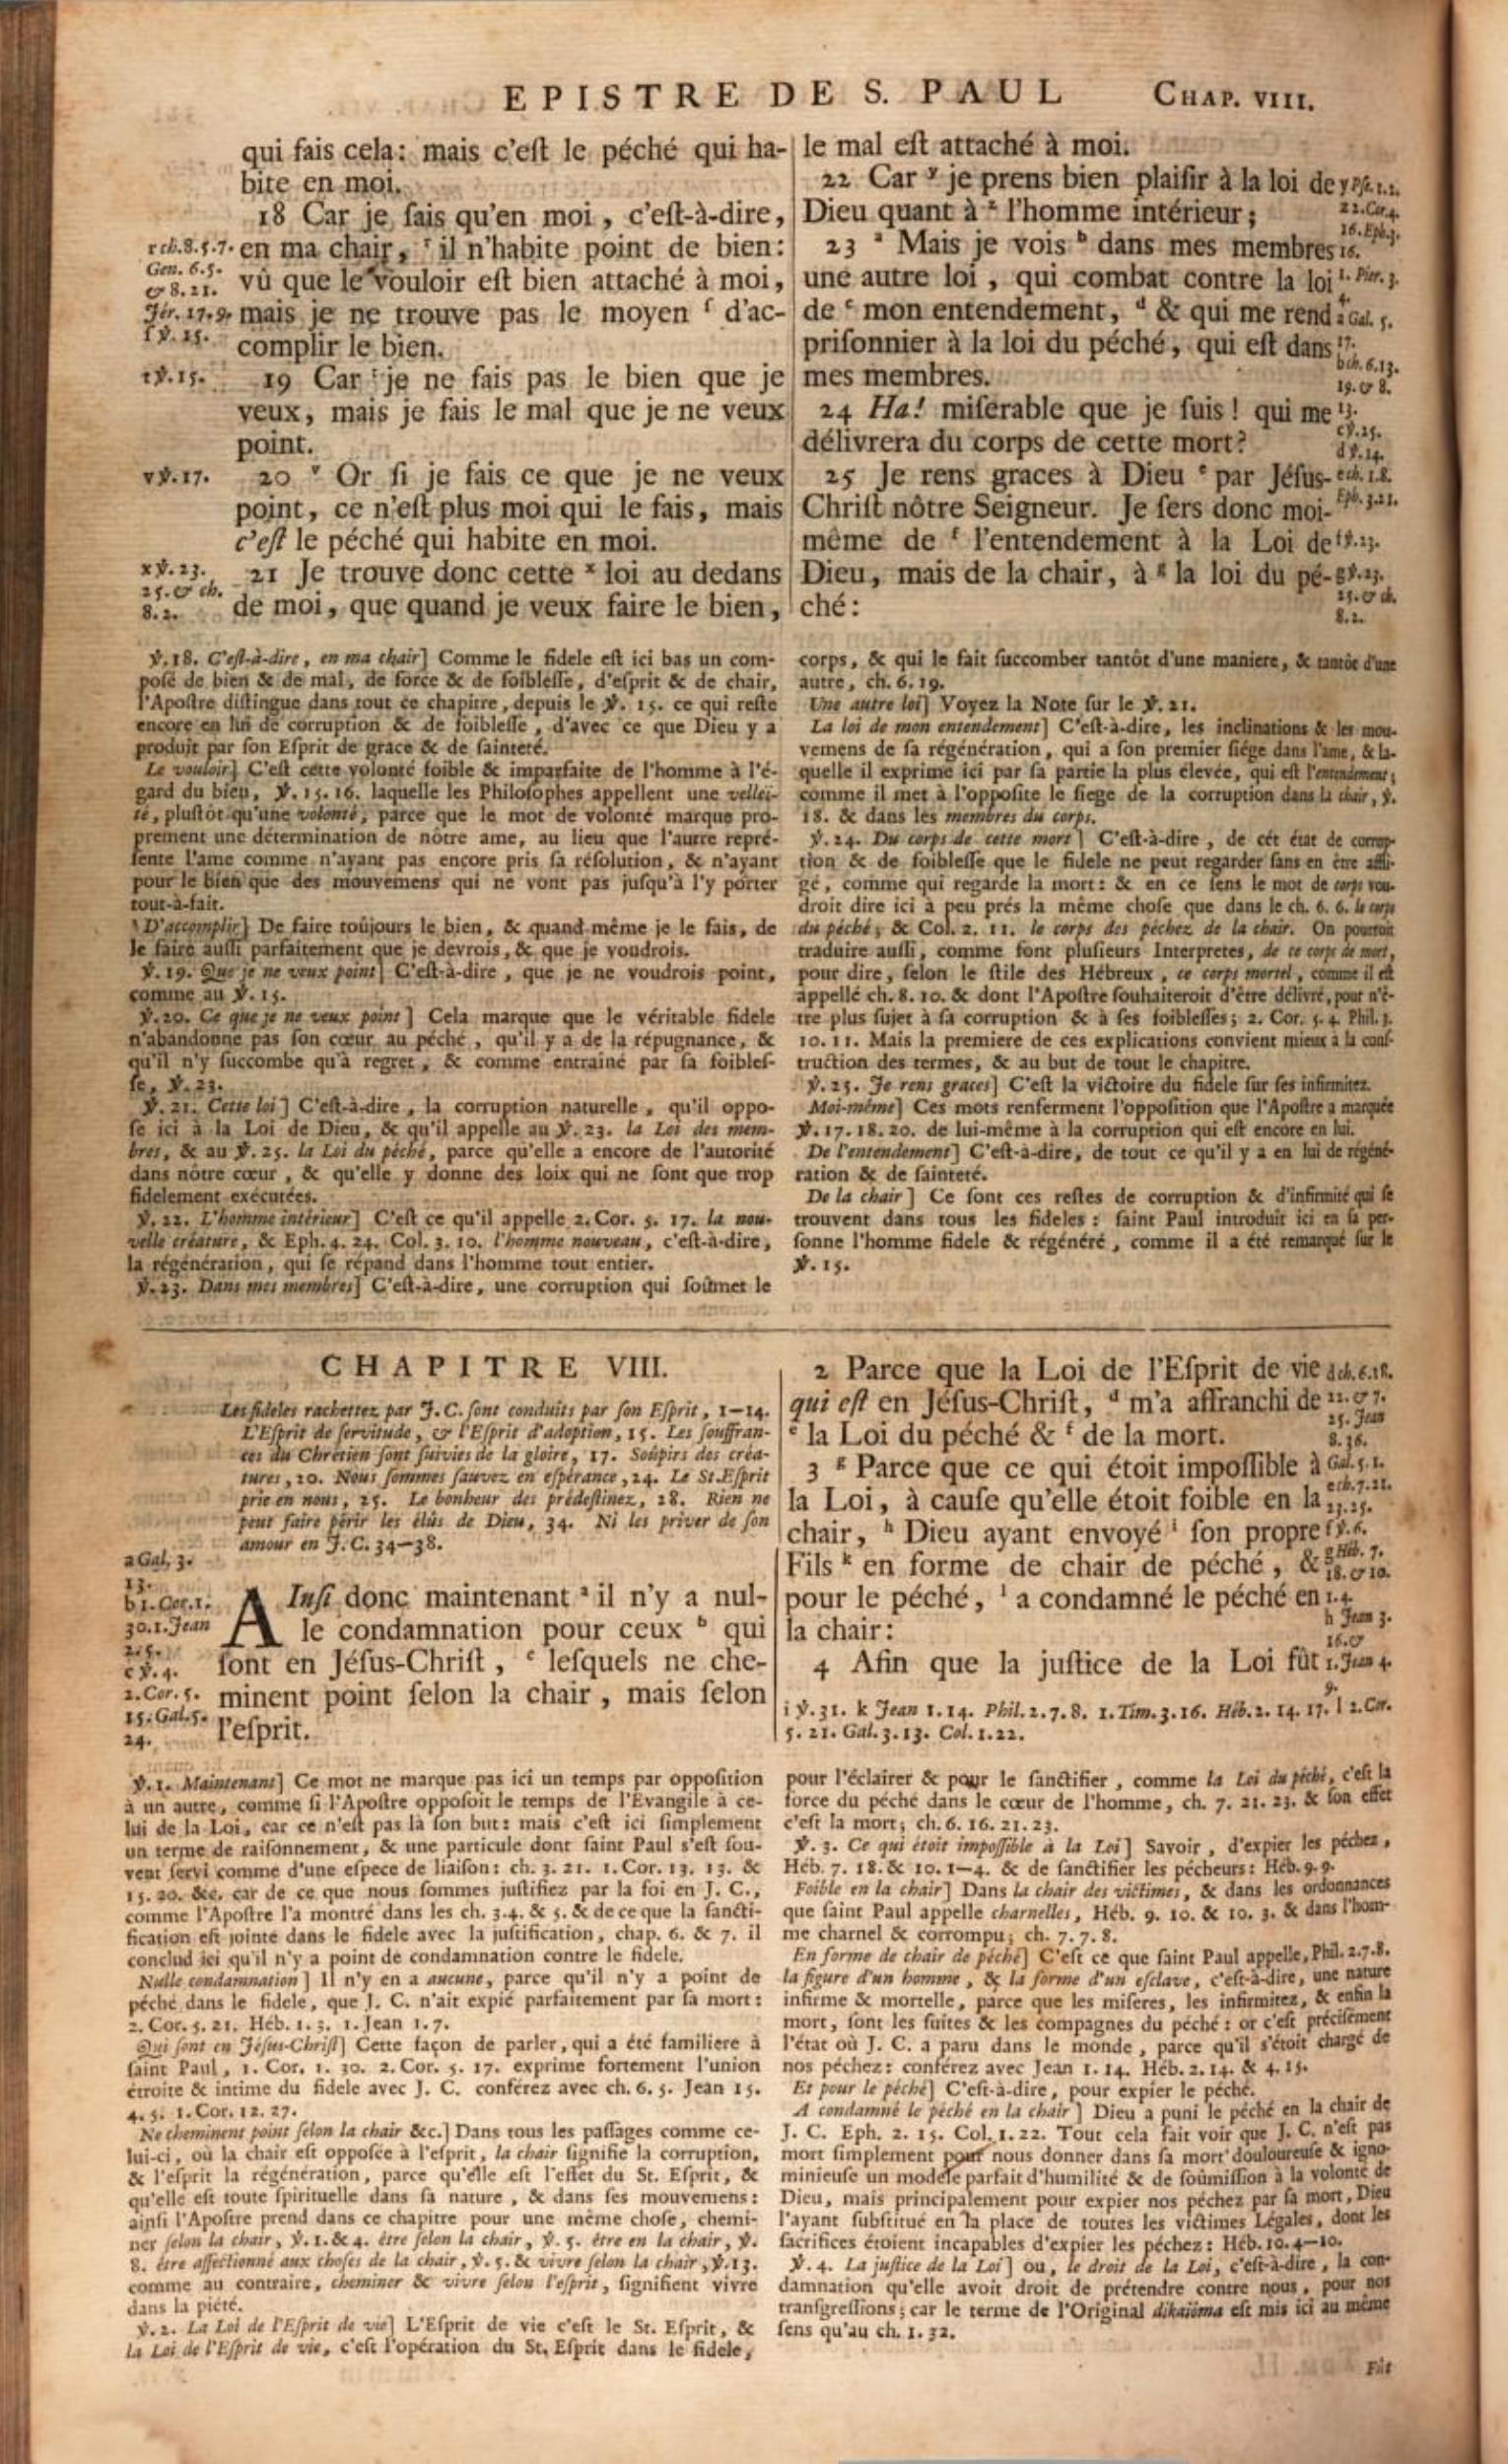 EPISTRE DE S. PAUL
CHAP. VIII.
qui fais cela: mais c'eſt le péché qui ha-
bite en moi.
18 Car je ſais qu'en moi, c'eſt-à-dire,
en ma chair, ʳ il n'habite point de bien:
vû que le vouloir eſt bien attaché à moi,
mais je ne trouve pas le moyen ſ d'ac-
complir le bien.
19 Car ᵗ je ne fais pas le bien que je
veux, mais je fais le mal que je ne veux
point.
20 ᵛ Or ſi je fais ce que je ne veux
point, ce n'eſt plus moi qui le fais, mais
c'eſt le péché qui habite en moi.
21 Je trouve donc cette ˣ loi au dedans
de moi, que quand je veux faire le bien,
r ch. 8. 5. 7.
Gen. 6. 5.
& 8. 21.
Jér. 17. 9.
ſ ℣. 15.
t ℣. 15.
v ℣. 17.
x ℣. 23.
25. & ch.
8. 2.
le mal eſt attaché à moi.
22 Car ʸ je prens bien plaiſir à la loi de
Dieu quant à ᶻ l'homme intérieur;
23 ᵃ Mais je vois ᵇ dans mes membres
une autre loi, qui combat contre la loi
de ᶜ mon entendement, ᵈ & qui me rend
priſonnier à la loi du péché, qui eſt dans
mes membres.
24 Ha! miſerable que je ſuis! qui me
délivrera du corps de cette mort?
25 Je rens graces à Dieu ᵉ par Jéſus-
Chriſt nôtre Seigneur. Je ſers donc moi-
même de ᶠ l'entendement à la Loi de
Dieu, mais de la chair, à ᵍ la loi du pé-
ché:
y Pſe. 1. 2.
z 2. Cor. 4.
16. Eph. 3.
16.
1. Pier. 3.
4.
a Gal. 5.
17.
b ch. 6. 13.
19. & 8.
13.
c ℣. 25.
d ℣. 14.
e ch. 1. 8.
Eph. 3. 21.
f ℣. 23.
g ℣. 23.
25. & ch.
8. 2.
℣. 18. C'eſt-à-dire, en ma chair] Comme le fidele eſt ici bas un com-
poſé de bien & de mal, de force & de foibleſſe, d'eſprit & de chair,
l'Apoſtre diſtingue dans tout ce chapitre, depuis le ℣. 15. ce qui reſte
encore en lui de corruption & de foibleſſe, d'avec ce que Dieu y a
produit par ſon Eſprit de grace & de ſainteté.
Le vouloir] C'eſt cette volonté foible & imparfaite de l'homme à l'é-
gard du bien, ℣. 15. 16. laquelle les Philoſophes appellent une vellei-
té, pluſtôt qu'une volonté, parce que le mot de volonté marque pro-
prement une détermination de nôtre ame, au lieu que l'autre repré-
ſente l'ame comme n'ayant pas encore pris ſa réſolution, & n'ayant
pour le bien que des mouvemens qui ne vont pas juſqu'à l'y porter
tout-à-fait.
D'accomplir] De faire toûjours le bien, & quand même je le fais, de
le faire auſſi parfaitement que je devrois, & que je voudrois.
℣. 19. Que je ne veux point] C'eſt-à-dire, que je ne voudrois point,
comme au ℣. 15.
℣. 20. Ce que je ne veux point] Cela marque que le véritable fidele
n'abandonne pas ſon cœur au péché, qu'il y a de la répugnance, &
qu'il n'y ſuccombe qu'à regret, & comme entraîné par ſa foibleſ-
ſe, ℣. 23.
℣. 21. Cette loi] C'eſt-à-dire, la corruption naturelle, qu'il oppo-
ſe ici à la Loi de Dieu, & qu'il appelle au ℣. 23. la Loi des mem-
bres, & au ℣. 25. la Loi du péché, parce qu'elle a encore de l'autorité
dans nôtre cœur, & qu'elle y donne des loix qui ne ſont que trop
fidelement exécutées.
℣. 22. L'homme intérieur] C'eſt ce qu'il appelle 2. Cor. 5. 17. la nou-
velle créature, & Eph. 4. 24. Col. 3. 10. l'homme nouveau, c'eſt-à-dire,
la régénération, qui ſe répand dans l'homme tout entier.
℣. 23. Dans mes membres] C'eſt-à-dire, une corruption qui ſoûmet le
corps, & qui le fait ſuccomber tantôt d'une maniere, & tantôt d'une
autre, ch. 6. 19.
Une autre loi] Voyez la Note ſur le ℣. 21.
La loi de mon entendement] C'eſt-à-dire, les inclinations & les mou-
vemens de ſa régénération, qui a ſon premier ſiége dans l'ame, & la-
quelle il exprime ici par ſa partie la plus élevée, qui eſt l'entendement;
comme il met à l'oppoſite le ſiege de la corruption dans la chair, ℣.
18. & dans les membres du corps.
℣. 24. Du corps de cette mort] C'eſt-à-dire, de cét état de corrup-
tion & de foibleſſe que le fidele ne peut regarder ſans en être affli-
gé, comme qui regarde la mort: & en ce ſens le mot de corps vou-
droit dire ici à peu prés la même choſe que dans le ch. 6. 6. le corps
du péché; & Col. 2. 11. le corps des péchez de la chair. On pourroit
traduire auſſi, comme font pluſieurs Interpretes, de ce corps de mort,
pour dire, ſelon le ſtile des Hébreux, ce corps mortel, comme il eſt
appellé ch. 8. 10. & dont l'Apoſtre ſouhaiteroit d'être délivré, pour n'ê-
tre plus ſujet à ſa corruption & à ſes foibleſſes; 2. Cor. 5. 4. Phil. 3.
10. 11. Mais la premiere de ces explications convient mieux à la conſ-
truction des termes, & au but de tout le chapitre.
℣. 25. Je rens graces] C'eſt la victoire du fidele ſur ſes infirmitez.
Moi-même] Ces mots renferment l'oppoſition que l'Apoſtre a marquée
℣. 17. 18. 20. de lui-même à la corruption qui eſt encore en lui.
De l'entendement] C'eſt-à-dire, de tout ce qu'il y a en lui de régéné-
ration & de ſainteté.
De la chair] Ce ſont ces reſtes de corruption & d'infirmité qui ſe
trouvent dans tous les fideles: ſaint Paul introduit ici en ſa per-
ſonne l'homme fidele & régénéré, comme il a été remarqué ſur le
℣. 15.
CHAPITRE VIII.
Les fideles rachettez par J. C. ſont conduits par ſon Eſprit, 1—14.
L'Eſprit de ſervitude, & l'Eſprit d'adoption, 15. Les ſouffran-
ces du Chrétien ſont ſuivies de la gloire, 17. Soûpirs des créa-
tures, 20. Nous ſommes ſauvez en eſpérance, 24. Le St. Eſprit
prie en nous, 25. Le bonheur des prédeſtinez, 28. Rien ne
peut faire périr les élûs de Dieu, 34. Ni les priver de ſon
amour en J. C. 34—38.
AInſi donc maintenant ᵃ il n'y a nul-
le condamnation pour ceux ᵇ qui
ſont en Jéſus-Chriſt, ᶜ leſquels ne che-
minent point ſelon la chair, mais ſelon
l'eſprit.
a Gal. 3.
13.
b 1. Cor. 1.
30. 1. Jean
2. 5.
c ℣. 4.
2. Cor. 5.
15. Gal. 5.
24.
2 Parce que la Loi de l'Eſprit de vie
qui eſt en Jéſus-Chriſt, ᵈ m'a affranchi de
ᵉ la Loi du péché & ᶠ de la mort.
3 ᵍ Parce que ce qui étoit impoſſible à
la Loi, à cauſe qu'elle étoit foible en la
chair, ʰ Dieu ayant envoyé ⁱ ſon propre
Fils ᵏ en forme de chair de péché, &
pour le péché, ˡ a condamné le péché en
la chair:
4 Afin que la juſtice de la Loi fût
d ch. 6. 18.
22. & 7.
25. Jean
8. 36.
Gal. 5. 1.
e ch. 7. 21.
23. 25.
f ℣. 6.
g Héb. 7.
18. & 10.
1. 4.
h Jean 3.
16. &
1. Jean 4.
9.
i ℣. 31. k Jean 1. 14. Phil. 2. 7. 8. 1. Tim. 3. 16. Héb. 2. 14. 17. l 2. Cor.
5. 21. Gal. 3. 13. Col. 1. 22.
℣. 1. Maintenant] Ce mot ne marque pas ici un temps par oppoſition
à un autre, comme ſi l'Apoſtre oppoſoit le temps de l'Evangile à ce-
lui de la Loi, car ce n'eſt pas là ſon but: mais c'eſt ici ſimplement
un terme de raiſonnement, & une particule dont ſaint Paul s'eſt ſou-
vent ſervi comme d'une eſpece de liaiſon: ch. 3. 21. 1. Cor. 13. 13. &
15. 20. &c. car de ce que nous ſommes juſtifiez par la foi en J. C.,
comme l'Apoſtre l'a montré dans les ch. 3. 4. & 5. & de ce que la ſancti-
fication eſt jointe dans le fidele avec la juſtification, chap. 6. & 7. il
conclud ici qu'il n'y a point de condamnation contre le fidele.
Nulle condamnation] Il n'y en a aucune, parce qu'il n'y a point de
péché dans le fidele, que J. C. n'ait expié parfaitement par ſa mort:
2. Cor. 5. 21. Héb. 1. 3. 1. Jean 1. 7.
Qui ſont en Jéſus-Chriſt] Cette façon de parler, qui a été familiere à
ſaint Paul, 1. Cor. 1. 30. 2. Cor. 5. 17. exprime fortement l'union
étroite & intime du fidele avec J. C. conférez avec ch. 6. 5. Jean 15.
4. 5. 1. Cor. 12. 27.
Ne cheminent point ſelon la chair &c.] Dans tous les paſſages comme ce-
lui-ci, où la chair eſt oppoſée à l'eſprit, la chair ſignifie la corruption,
& l'eſprit la régénération, parce qu'elle eſt l'effet du St. Eſprit, &
qu'elle eſt toute ſpirituelle dans ſa nature, & dans ſes mouvemens:
ainſi l'Apoſtre prend dans ce chapitre pour une même choſe, chemi-
ner ſelon la chair, ℣. 1. & 4. être ſelon la chair, ℣. 5. être en la chair, ℣.
8. être affectionné aux choſes de la chair, ℣. 5. & vivre ſelon la chair, ℣. 13.
comme au contraire, cheminer & vivre ſelon l'eſprit, ſignifient vivre
dans la piété.
℣. 2. La Loi de l'Eſprit de vie] L'Eſprit de vie c'eſt le St. Eſprit, &
la Loi de l'Eſprit de vie, c'eſt l'opération du St. Eſprit dans le fidele,
pour l'éclairer & pour le ſanctifier, comme la Loi du péché, c'eſt la
force du péché dans le cœur de l'homme, ch. 7. 21. 23. & ſon effet
c'eſt la mort; ch. 6. 16. 21. 23.
℣. 3. Ce qui étoit impoſſible à la Loi] Savoir, d'expier les péchez,
Héb. 7. 18. & 10. 1—4. & de ſanctifier les pécheurs: Héb. 9. 9.
Foible en la chair] Dans la chair des victimes, & dans les ordonnances
que ſaint Paul appelle charnelles, Héb. 9. 10. & 10. 3. & dans l'hom-
me charnel & corrompu; ch. 7. 7. 8.
En forme de chair de péché] C'eſt ce que ſaint Paul appelle, Phil. 2. 7. 8.
la figure d'un homme, & la forme d'un eſclave, c'eſt-à-dire, une nature
infirme & mortelle, parce que les miſeres, les infirmitez, & enfin la
mort, ſont les ſuites & les compagnes du péché: or c'eſt précisément
l'état où J. C. a paru dans le monde, parce qu'il s'étoit chargé de
nos péchez: conférez avec Jean 1. 14. Héb. 2. 14. & 4. 15.
Et pour le péché] C'eſt-à-dire, pour expier le péché.
A condamné le péché en la chair] Dieu a puni le péché en la chair de
J. C. Eph. 2. 15. Col. 1. 22. Tout cela fait voir que J. C. n'eſt pas
mort ſimplement pour nous donner dans ſa mort douloureuſe & igno-
minieuſe un modele parfait d'humilité & de ſoûmiſſion à la volonté de
Dieu, mais principalement pour expier nos péchez par ſa mort, Dieu
l'ayant ſubſtitué en la place de toutes les victimes Légales, dont les
ſacrifices étoient incapables d'expier les péchez: Héb. 10. 4—10.
℣. 4. La juſtice de la Loi] ou, le droit de la Loi, c'eſt-à-dire, la con-
damnation qu'elle avoit droit de prétendre contre nous, pour nos
tranſgreſſions; car le terme de l'Original dikaiôma eſt mis ici au même
ſens qu'au ch. 1. 32.
Fût